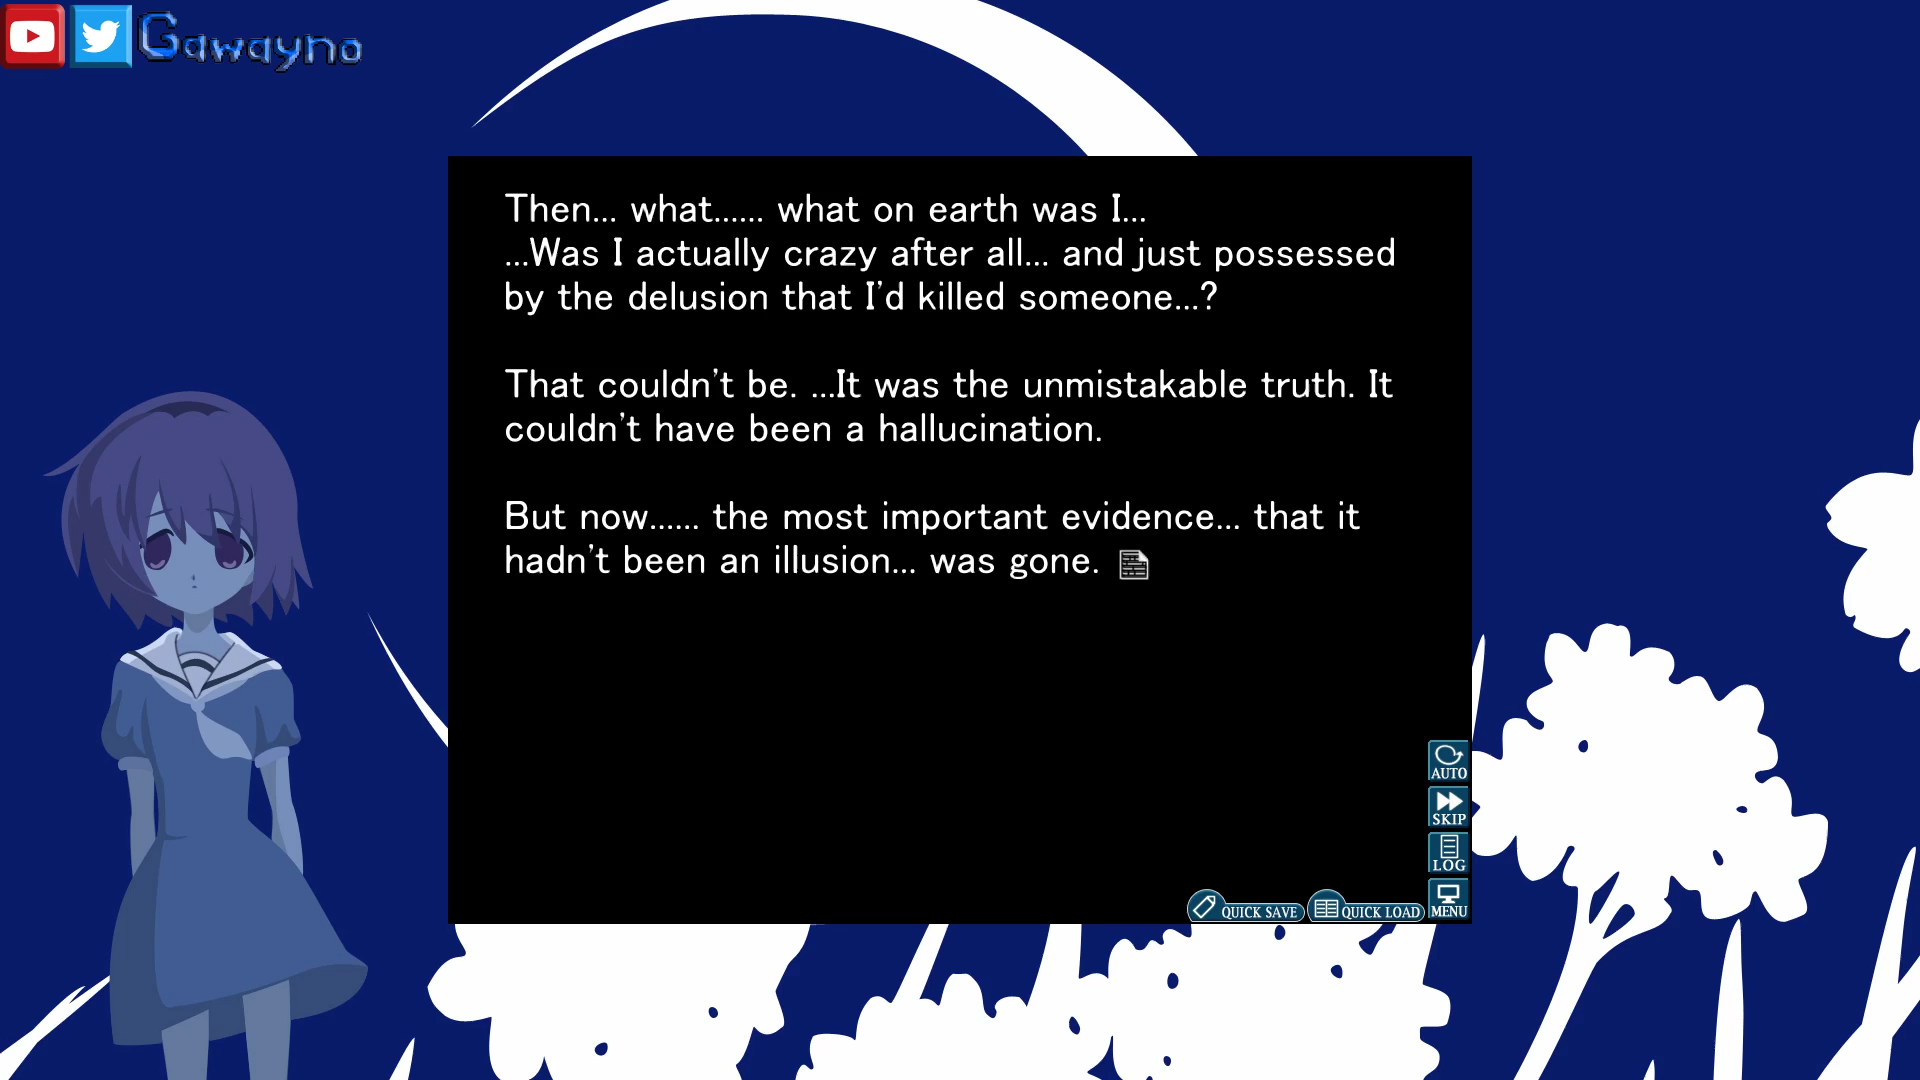 Gawayno
Then... what...... what on earth was I...
...Was I actually crazy after all... and just possessed
by the delusion that I'd killed someone...?
That couldn't be. ...It was the unmistakable truth. It
couldn't have been a hallucination.
But now...... the most important evidence... that it
hadn't been an illusion... was gone.
AUTO
SKIP
LOG
MENU
QUICK SAVE
QUICK LOAD